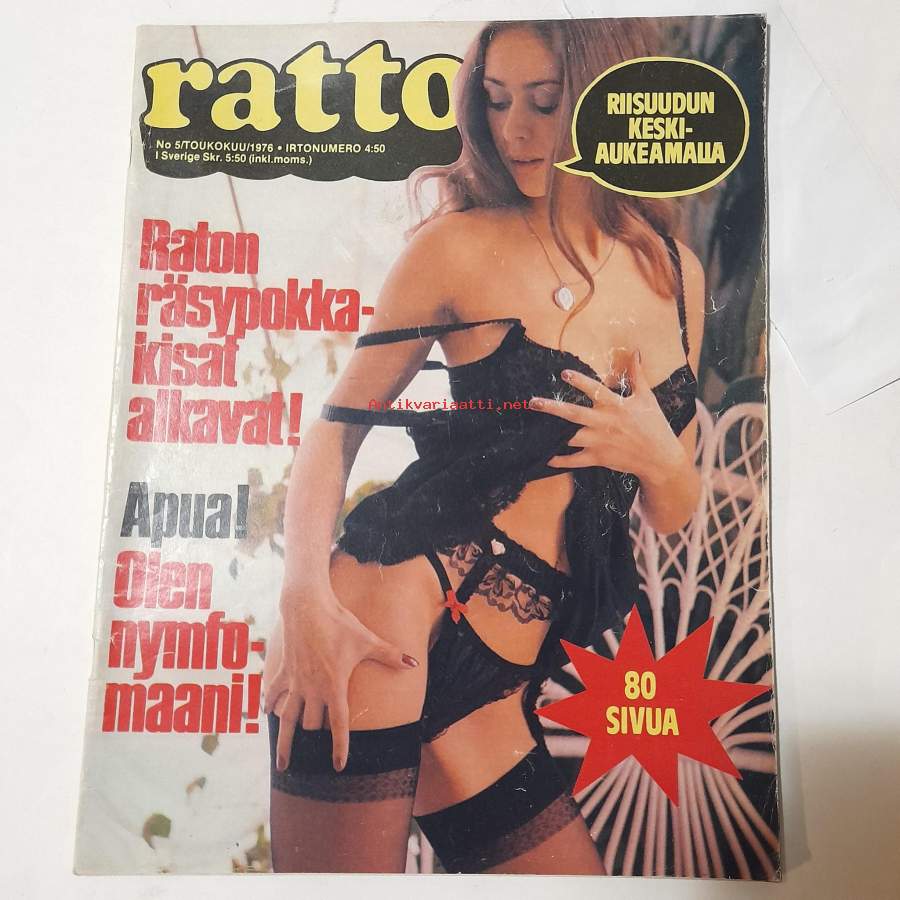 ratto
No 5/TOUKOKUU/1976 • IRTONUMERO 4:50
I Sverige Skr. 5:50 (inkl.moms.)
RIISUUDUN
KESKI-
AUKEAMALLA
Raton
räsypokka-
kisat
alkavat!
Antikvariaatti.net
Apua!
Olen
nymfo-
maani!
80
SIVUA